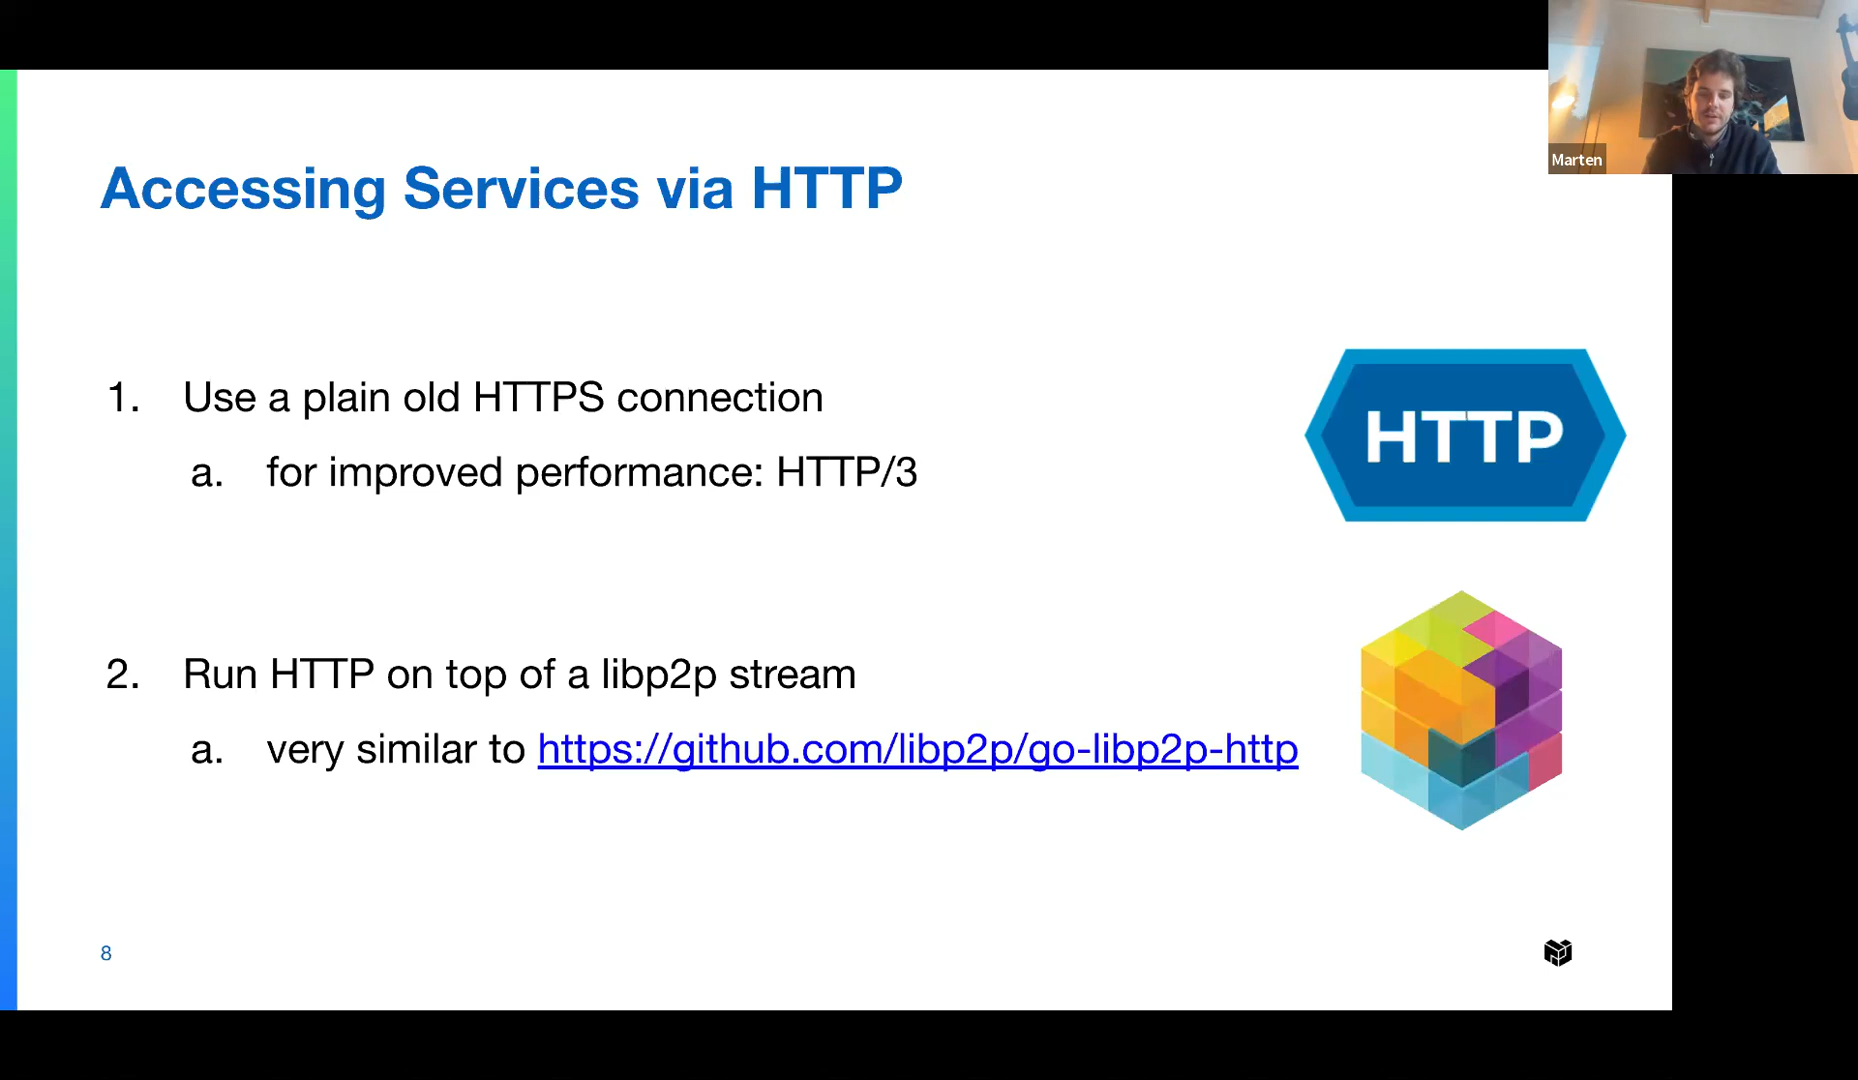 Marten
Accessing Services via HTTP
1. Use a plain old HTTPS connection
a. for improved performance: HTTP/3
HTTP
2. Run HTTP on top of a libp2p stream
a. very similar to https://github.com/libp2p/go-libp2p-http
8